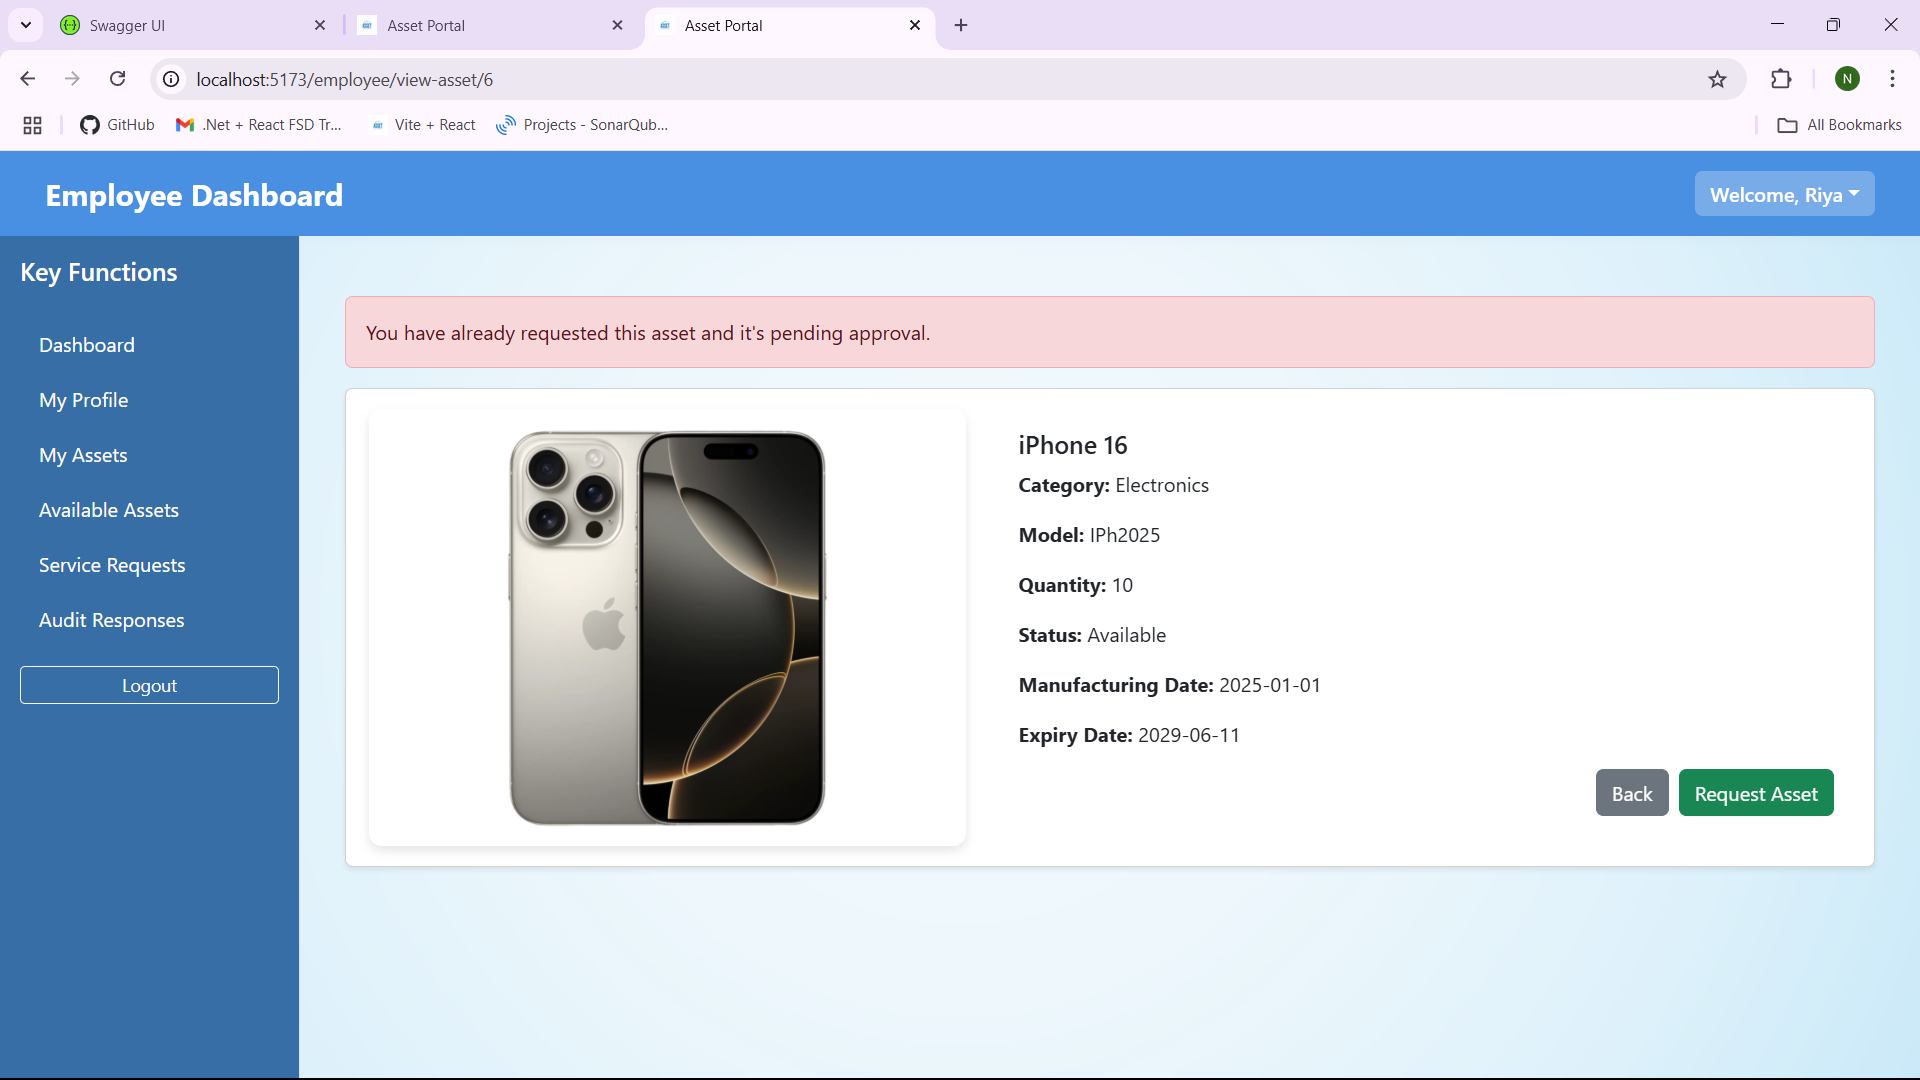 Swagger UI
Asset Portal
Asset Portal
localhost:5173/employee/view-asset/6
N
GitHub
.Net + React FSD Tr...
Vite + React
Projects - SonarQub...
All Bookmarks
Employee Dashboard
Welcome, Riya
Key Functions
Dashboard
My Profile
My Assets
Available Assets
Service Requests
Audit Responses
Logout
You have already requested this asset and it's pending approval.
iPhone 16
Category: Electronics
Model: IPh2025
Quantity: 10
Status: Available
Manufacturing Date: 2025-01-01
Expiry Date: 2029-06-11
Back
Request Asset